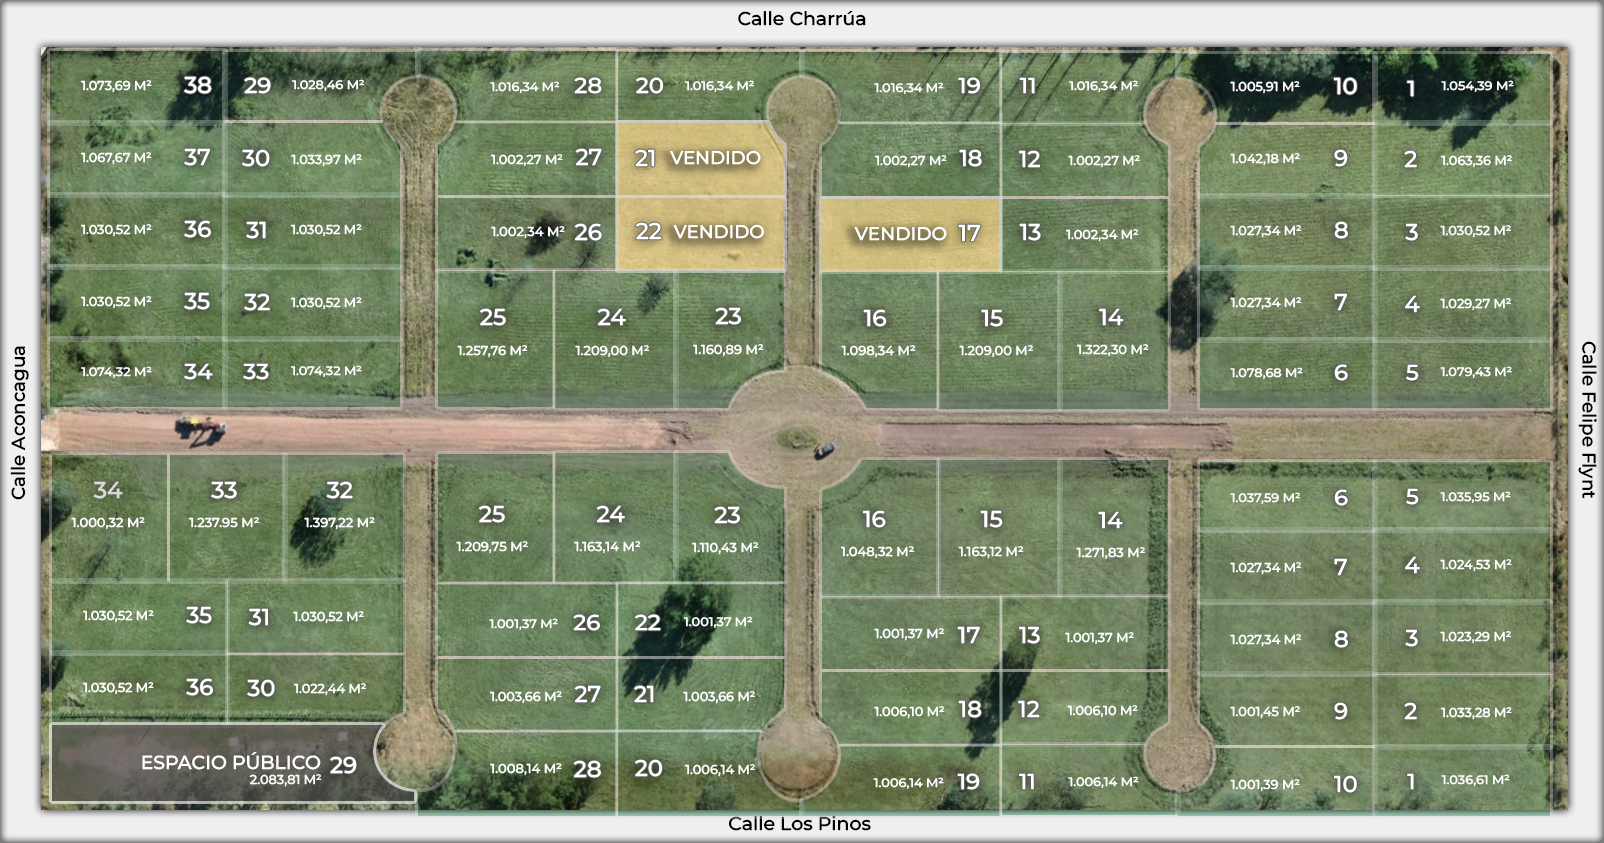 Calle Charrúa
1.073,69 M² 38 29 1.028,46 M² 1.016,34 M² 28 20 1.016,34 M² 1.016,34 M² 19 11 1.016,34 M² 1.005,91 M² 10 1 1.054,39 M²
1.067,67 M² 37 30 1.033,97 M² 1.002,27 M² 27 21 VENDIDO 1.002,27 M² 18 12 1.002,27 M² 1.042,18 M² 9 2 1.063,36 M²
1.030,52 M² 36 31 1.030,52 M² 1.002,34 M² 26 22 VENDIDO VENDIDO 17 13 1.002,34 M² 1.027,34 M² 8 3 1.030,52 M²
1.030,52 M² 35 32 1.030,52 M² 1.027,34 M² 7 4 1.029,27 M²
25 24 23 16 15 14
1.257,76 M² 1.209,00 M² 1.160,89 M² 1.098,34 M² 1.209,00 M² 1.322,30 M²
1.074,32 M² 34 33 1.074,32 M² 1.078,68 M² 6 5 1.079,43 M²
Calle Aconcagua
Calle Felipe Flynt
34 33 32
1.000,32 M² 1.237.95 M² 1.397,22 M²
1.037,59 M² 6 5 1.035,95 M²
25 24 23 16 15 14
1.209,75 M² 1.163,14 M² 1.110,43 M² 1.048,32 M² 1.163,12 M² 1.271,83 M²
1.027,34 M² 7 4 1.024,53 M²
1.030,52 M² 35 31 1.030,52 M² 1.001,37 M² 26 22 1.001,37 M² 1.001,37 M² 17 13 1.001,37 M² 1.027,34 M² 8 3 1.023,29 M²
1.030,52 M² 36 30 1.022,44 M² 1.003,66 M² 27 21 1.003,66 M² 1.006,10 M² 18 12 1.006,10 M² 1.001,45 M² 9 2 1.033,28 M²
ESPACIO PÚBLICO 29
2.083,81 M²
1.008,14 M² 28 20 1.006,14 M² 1.006,14 M² 19 11 1.006,14 M² 1.001,39 M² 10 1 1.036,61 M²
Calle Los Pinos